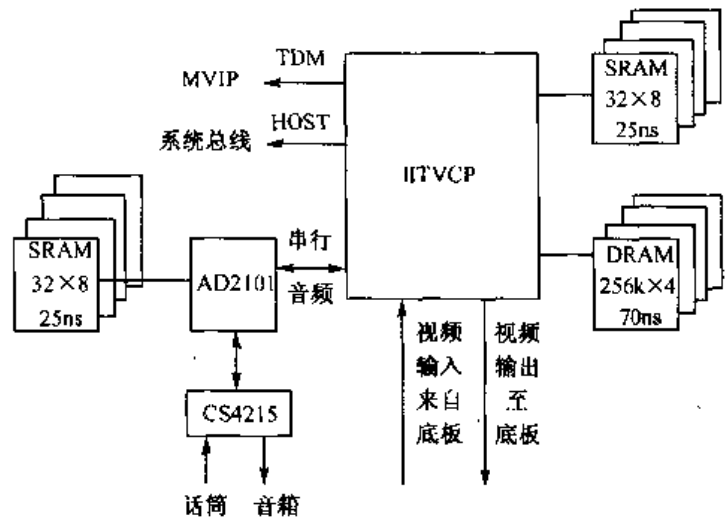 TDM
MVIP
HOST
系统总线
IITVCP
SRAM
32×8
25ns
DRAM
256k×4
70ns
SRAM
32×8
25ns
AD2101
串行
音频
CS4215
话筒
音箱
视频
输入
来自
底板
视频
输出
至
底板